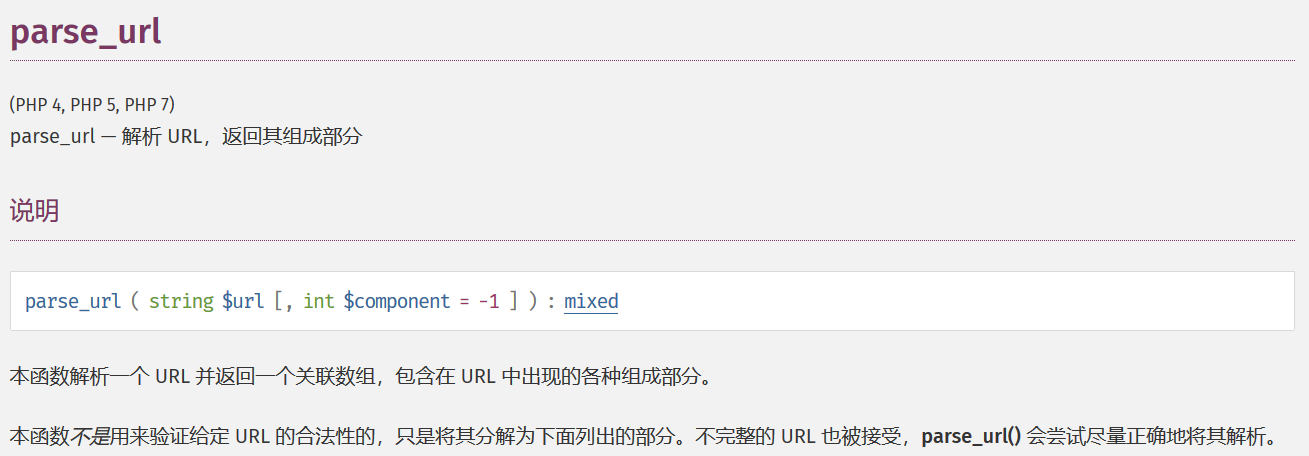 parse_url
(PHP 4, PHP 5, PHP 7)
parse_url — 解析 URL，返回其组成部分
说明
parse_url ( string $url [, int $component = -1 ] ) : mixed
本函数解析一个 URL 并返回一个关联数组，包含在 URL 中出现的各种组成部分。
本函数不是用来验证给定 URL 的合法性的，只是将其分解为下面列出的部分。不完整的 URL 也被接受，parse_url() 会尝试尽量正确地将其解析。